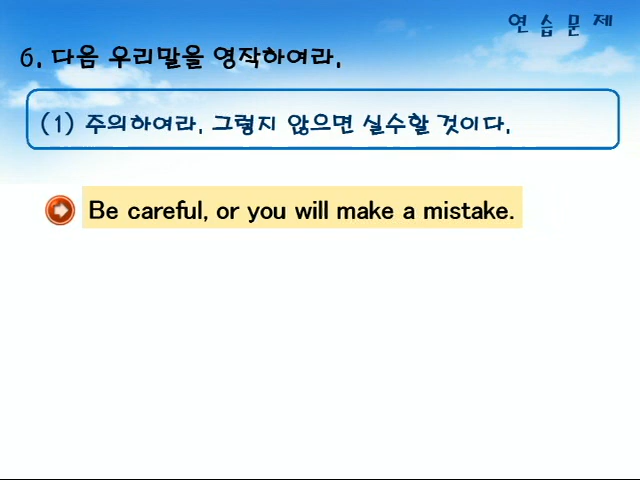 연 습 문 제
6. 다음 우리말을 영작하여라.
(1) 주의하여라. 그렇지 않으면 실수할 것이다.
Be careful, or you will make a mistake.